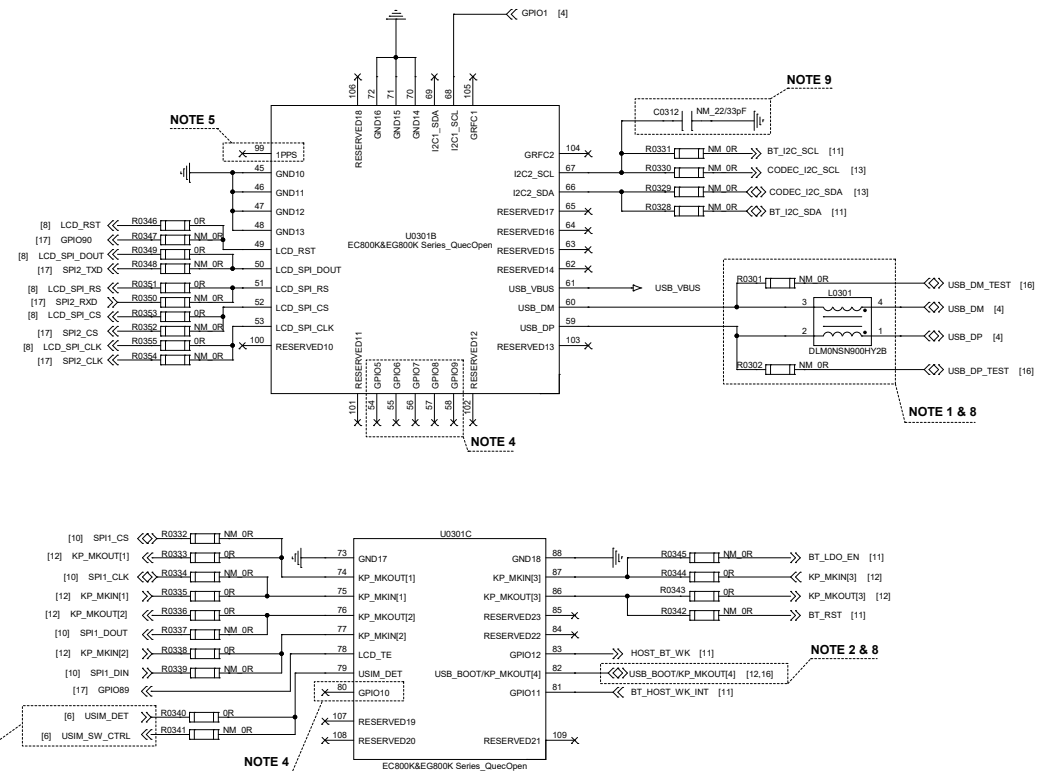 GPIO1 [4]
NOTE 9
C0312 NM_22/33pF
NOTE 5
106 72 71 70 69 68 105
RESERVED18 GND16 GND15 GND14 I2C1_SDA I2C1_SCL GRFC1
99 1PPS
45 GND10
46 GND11
47 GND12
48 GND13
49 LCD_RST
50 LCD_SPI_DOUT
51 LCD_SPI_RS
52 LCD_SPI_CS
53 LCD_SPI_CLK
100 RESERVED10
U0301B
EC800K&EG800K Series_QuecOpen
GRFC2 104
I2C2_SCL 67
I2C2_SDA 66
RESERVED17 65
RESERVED16 64
RESERVED15 63
RESERVED14 62
USB_VBUS 61 USB_VBUS
USB_DM 60
USB_DP 59
RESERVED13 103
R0331 NM_0R BT_I2C_SCL [11]
R0330 NM_0R CODEC_I2C_SCL [13]
R0329 NM_0R CODEC_I2C_SDA [13]
R0328 NM_0R BT_I2C_SDA [11]
[8] LCD_RST R0346 0R
[17] GPIO90 R0347 NM_0R
[8] LCD_SPI_DOUT R0349 0R
[17] SPI2_TXD R0348 NM_0R
[8] LCD_SPI_RS R0351 0R
[17] SPI2_RXD R0350 NM_0R
[8] LCD_SPI_CS R0353 0R
[17] SPI2_CS R0352 NM_0R
[8] LCD_SPI_CLK R0355 0R
[17] SPI2_CLK R0354 NM_0R
R0301 NM_0R USB_DM_TEST [16]
L0301
3 4 USB_DM [4]
2 1 USB_DP [4]
DLM0NSN900HY2B
R0302 NM_0R USB_DP_TEST [16]
NOTE 1 & 8
RESERVED11 GPIO5 GPIO6 GPIO7 GPIO8 GPIO9 RESERVED12
101 54 55 56 57 58 102
NOTE 4
U0301C
[10] SPI1_CS R0332 NM_0R
[12] KP_MKOUT[1] R0333 0R
[10] SPI1_CLK R0334 NM_0R
[12] KP_MKIN[1] R0335 0R
[12] KP_MKOUT[2] R0336 0R
[10] SPI1_DOUT R0337 NM_0R
[12] KP_MKIN[2] R0338 0R
[10] SPI1_DIN R0339 NM_0R
[17] GPIO89
[6] USIM_DET R0340 0R
[6] USIM_SW_CTRL R0341 NM_0R
73 GND17
74 KP_MKOUT[1]
75 KP_MKIN[1]
76 KP_MKOUT[2]
77 KP_MKIN[2]
78 LCD_TE
79 USIM_DET
80 GPIO10
107 RESERVED19
108 RESERVED20
GND18 88
KP_MKIN[3] 87
KP_MKOUT[3] 86
RESERVED23 85
RESERVED22 84
GPIO12 83 HOST_BT_WK [11]
USB_BOOT/KP_MKOUT[4] 82 USB_BOOT/KP_MKOUT[4] [12,16]
GPIO11 81 BT_HOST_WK_INT [11]
RESERVED21 109
R0345 NM_0R BT_LDO_EN [11]
R0344 0R KP_MKIN[3] [12]
R0343 0R KP_MKOUT[3] [12]
R0342 NM_0R BT_RST [11]
NOTE 2 & 8
NOTE 4
EC800K&EG800K Series_QuecOpen